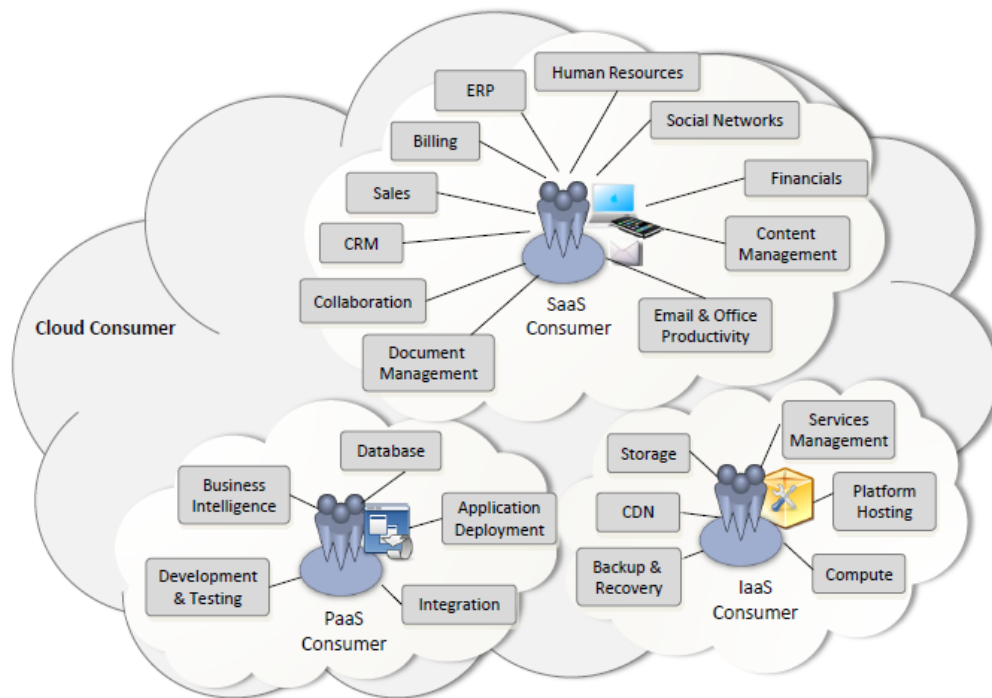 Human Resources
ERP
Social Networks
Billing
Financials
Sales
Content
Management
CRM
Collaboration
SaaS
Consumer
Email & Office
Productivity
Document
Management
Cloud Consumer
Database
Business
Intelligence
Application
Deployment
Development
& Testing
Integration
PaaS
Consumer
Services
Management
Storage
Platform
Hosting
CDN
Backup &
Recovery
Compute
IaaS
Consumer